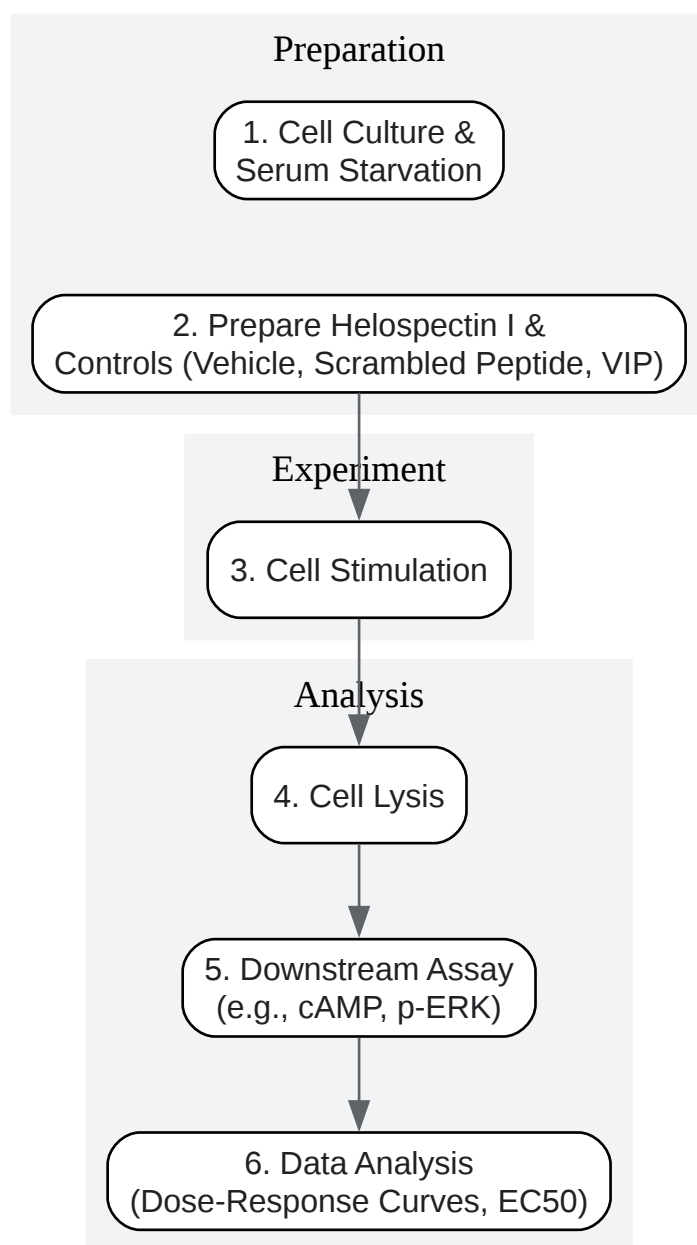 Preparation
1. Cell Culture &
Serum Starvation
2. Prepare Helospectin I &
Controls (Vehicle, Scrambled Peptide, VIP)
Experiment
3. Cell Stimulation
Analysis
4. Cell Lysis
5. Downstream Assay
(e.g., cAMP, p-ERK)
6. Data Analysis
(Dose-Response Curves, EC50)